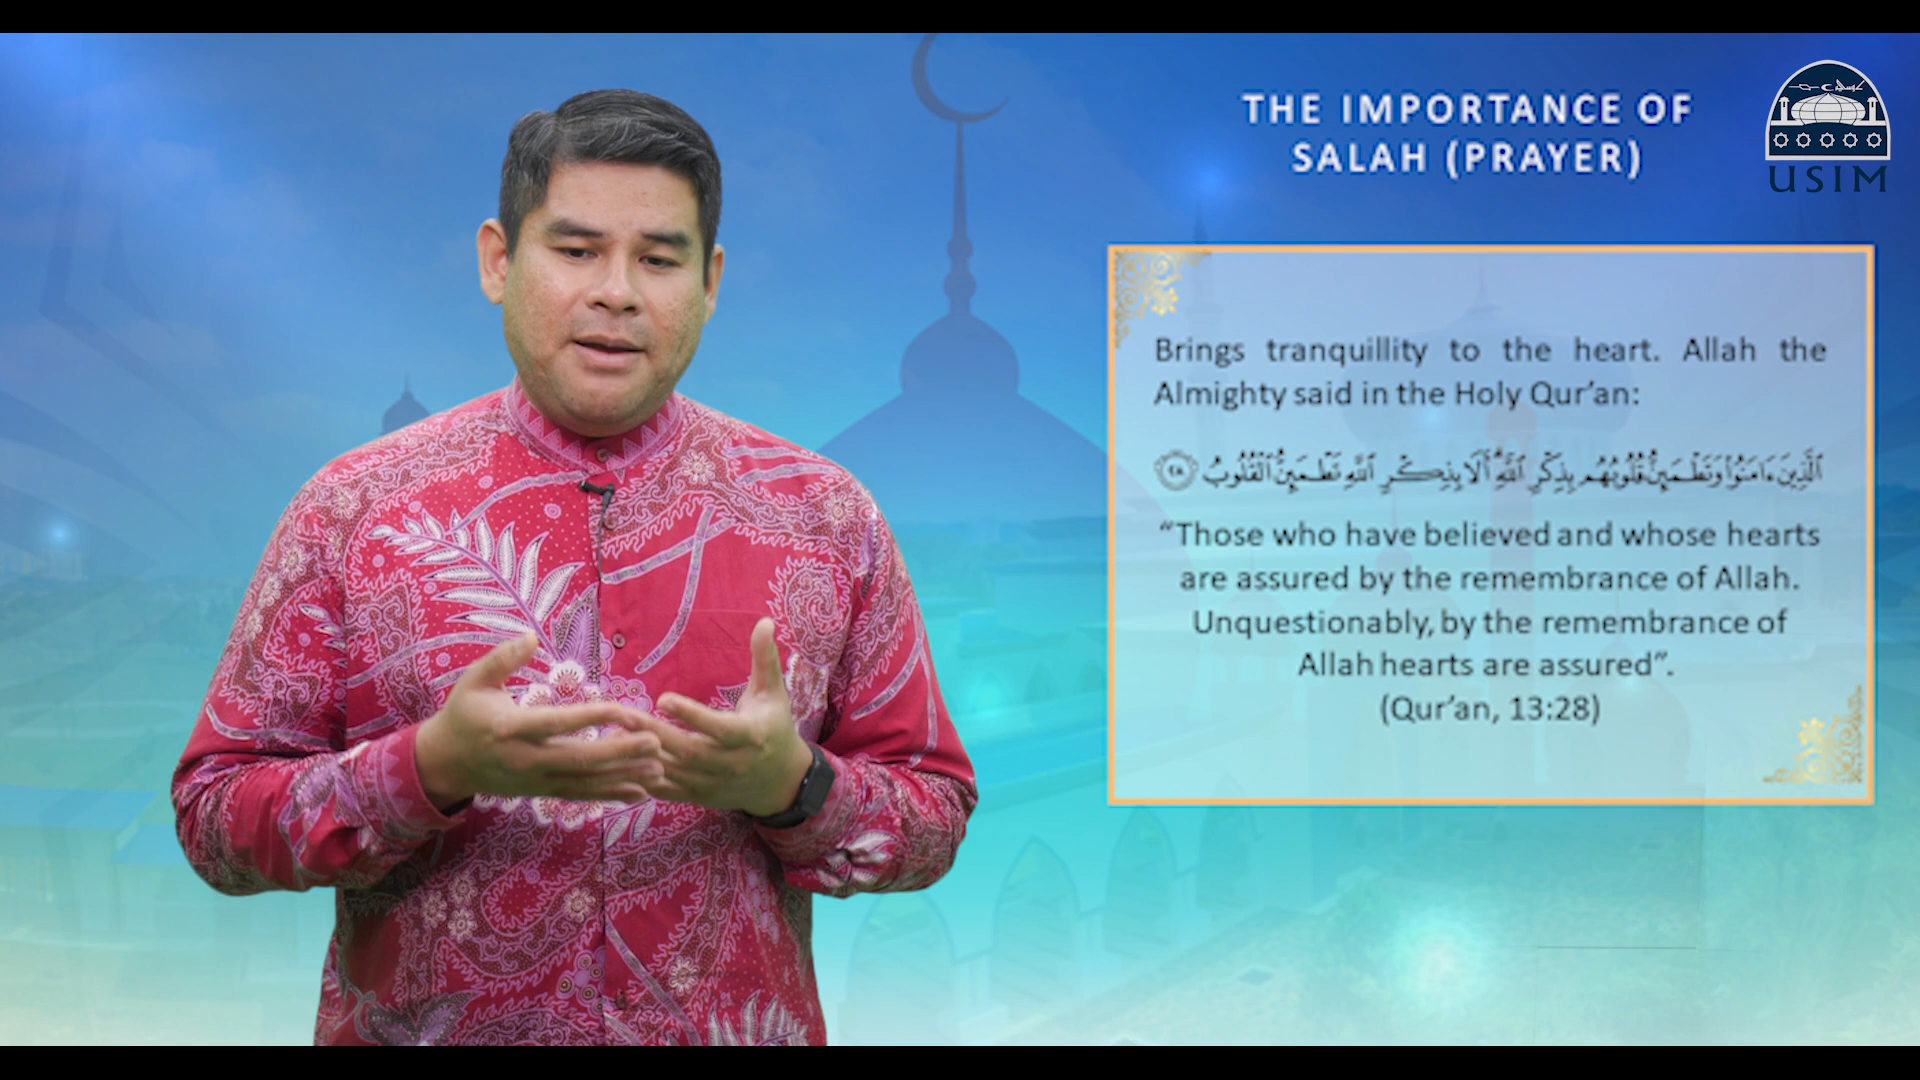 THE IMPORTANCE OF
SALAH (PRAYER)
USIM
Brings tranquillity to the heart. Allah the
Almighty said in the Holy Qur’an:
ٱلَّذِينَ ءَامَنُوا۟ وَتَطْمَئِنُّ قُلُوبُهُم بِذِكْرِ ٱللَّهِ ۗ أَلَا بِذِكْرِ ٱللَّهِ تَطْمَئِنُّ ٱلْقُلُوبُ ٢٨
“Those who have believed and whose hearts
are assured by the remembrance of Allah.
Unquestionably, by the remembrance of
Allah hearts are assured”.
(Qur’an, 13:28)